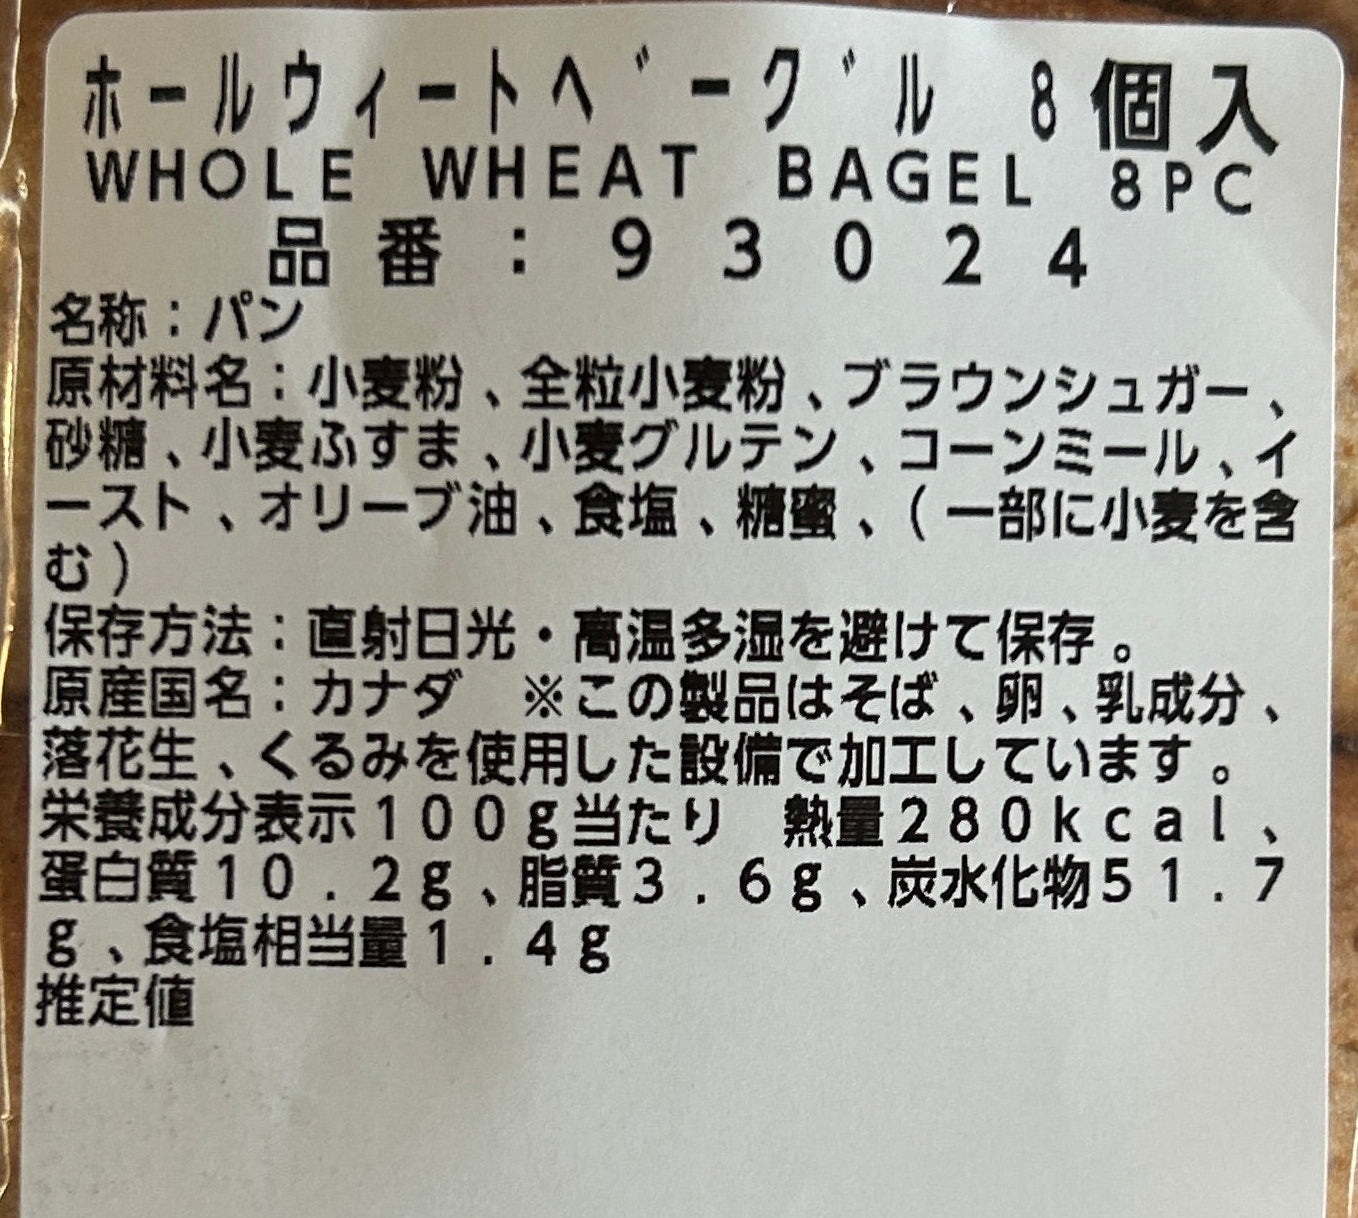 ホールウィートベーグル 8個入
WHOLE WHEAT BAGEL 8PC
品番:93024
名称:パン
原材料名:小麦粉、全粒小麦粉、ブラウンシュガー、
砂糖、小麦ふすま、小麦グルテン、コーンミール、イ
ースト、オリーブ油、食塩、糖蜜、(一部に小麦を含
む)
保存方法:直射日光・高温多湿を避けて保存。
原産国名:カナダ ※この製品はそば、卵、乳成分、
落花生、くるみを使用した設備で加工しています。
栄養成分表示100g当たり 熱量280kcal、
蛋白質10.2g、脂質3.6g、炭水化物51.7
g、食塩相当量1.4g
推定値